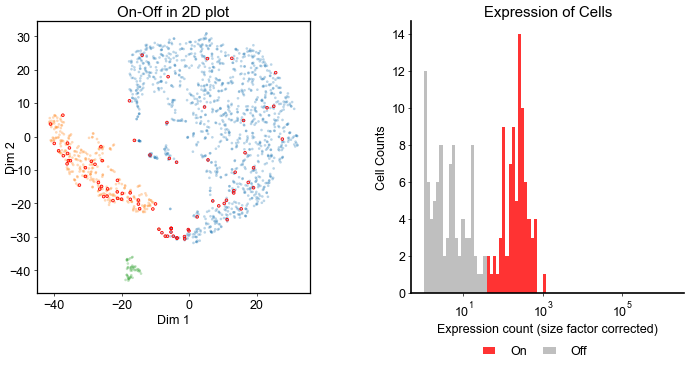 On-Off in 2D plot
30
20
10
0
−10
−20
−30
−40
Dim 2
−40
−20
0
20
Dim 1
Expression of Cells
14
12
10
8
6
4
2
0
Cell Counts
10^1
10^3
10^5
Expression count (size factor corrected)
On
Off